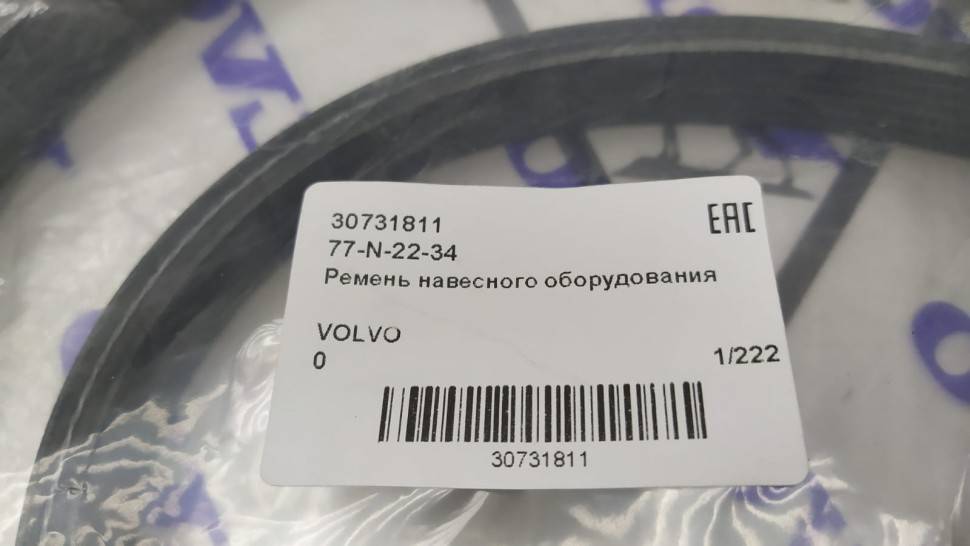 30731811
EAC
77-N-22-34
Ремень навесного оборудования
VOLVO
0
1/222
30731811